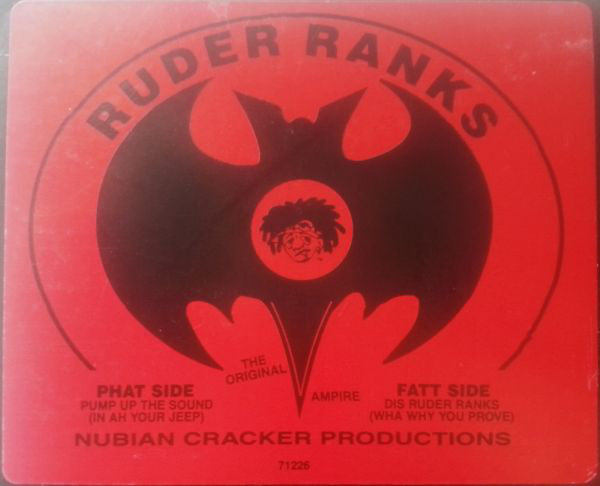 RUDER RANKS
THE
ORIGINAL
AMPIRE
PHAT SIDE
PUMP UP THE SOUND
(IN AH YOUR JEEP)
FATT SIDE
DIS RUDER RANKS
(WHA WHY YOU PROVE)
NUBIAN CRACKER PRODUCTIONS
71226